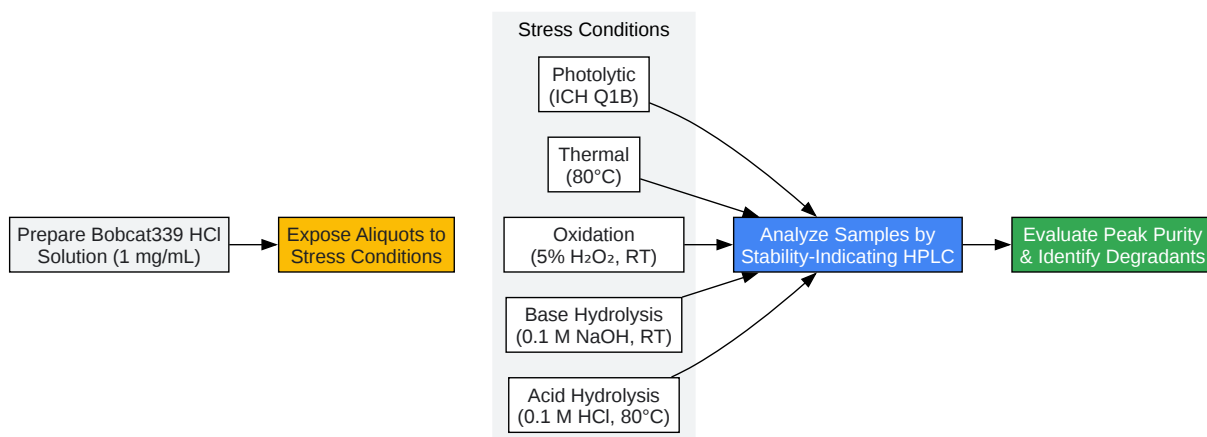 Prepare Bobcat339 HCl
Solution (1 mg/mL)
Expose Aliquots to
Stress Conditions
Stress Conditions
Photolytic
(ICH Q1B)
Thermal
(80°C)
Oxidation
(5% H₂O₂, RT)
Base Hydrolysis
(0.1 M NaOH, RT)
Acid Hydrolysis
(0.1 M HCl, 80°C)
Analyze Samples by
Stability-Indicating HPLC
Evaluate Peak Purity
& Identify Degradants